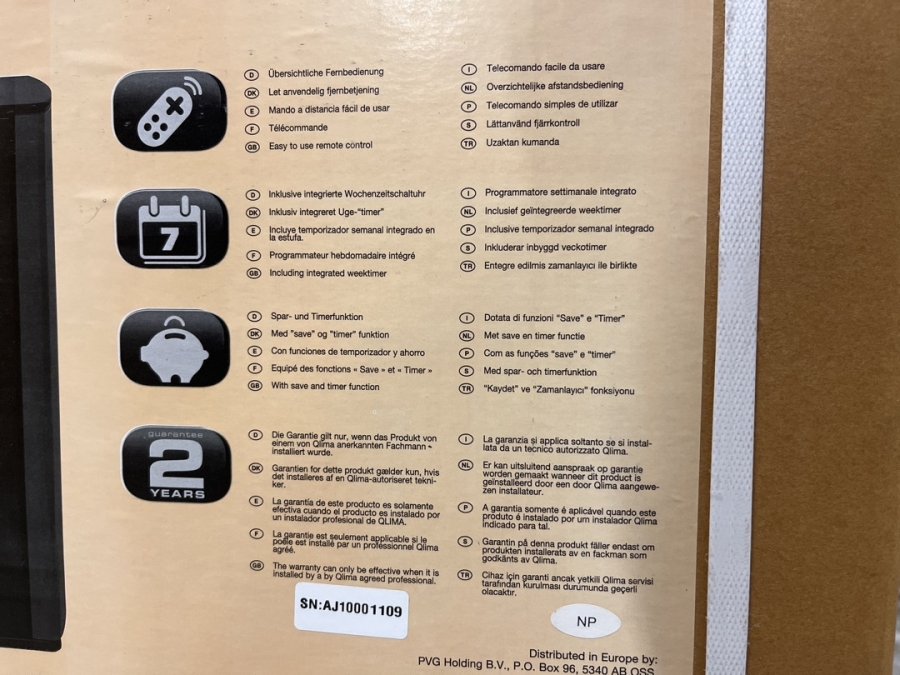 D Übersichtliche Fernbedienung
DK Let anvendelig fjernbetjening
E Mando a distancia fácil de usar
F Télécommande
GB Easy to use remote control
I Telecomando facile da usare
NL Overzichtelijke afstandsbediening
P Telecomando simples de utilizar
S Lättanvänd fjärrkontroll
TR Uzaktan kumanda
7
D Inklusive integrierte Wochenzeitschaltuhr
DK Inklusiv integreret Uge-"timer"
E Incluye temporizador semanal integrado en
la estufa.
F Programmateur hebdomadaire intégré
GB Including integrated weektimer
I Programmatore settimanale integrato
NL Inclusief geïntegreerde weektimer
P Inclusive temporizador semanal integrado
S Inkluderar inbyggd veckotimer
TR Entegre edilmis zamanlayıcı ile birlikte
D Spar- und Timerfunktion
DK Med "save" og "timer" funktion
E Con funciones de temporizador y ahorro
F Equipé des fonctions « Save » et « Timer »
GB With save and timer function
I Dotata di funzioni "Save" e "Timer"
NL Met save en timer functie
P Com as funções "save" e "timer"
S Med spar- och timerfunktion
TR "Kaydet" ve "Zamanlayıcı" fonksiyonu
guarantee
2
YEARS
D Die Garantie gilt nur, wenn das Produkt von
einem von Qlima anerkannten Fachmann -
installiert wurde.
DK Garantien for dette produkt gælder kun, hvis
det installeres af en Qlima-autoriseret tekni-
ker.
E La garantía de este producto es solamente
efectiva cuando el producto es instalado por
un instalador profesional de QLIMA.
F La garantie est seulement applicable si le
poêle est installé par un professionnel Qlima
agréé.
GB The warranty can only be effective when it is
installed by a by Qlima agreed professional.
I La garanzia si applica soltanto se si instal-
lata da un tecnico autorizzato Qlima.
NL Er kan uitsluitend aanspraak op garantie
worden gemaakt wanneer dit product is
geïnstalleerd door een door Qlima aangewe-
zen installateur.
P A garantia somente é aplicável quando este
produto é instalado por um instalador Qlima
indicado para tal.
S Garantin på denna produkt fäller endast om
produkten installerats av en fackman som
godkänts av Qlima.
TR Cihaz için garanti ancak yetkili Qlima servisi
tarafından kurulması durumunda geçerli
olacaktır.
SN:AJ10001109
NP
Distributed in Europe by:
PVG Holding B.V., P.O. Box 96, 5340 AB OSS